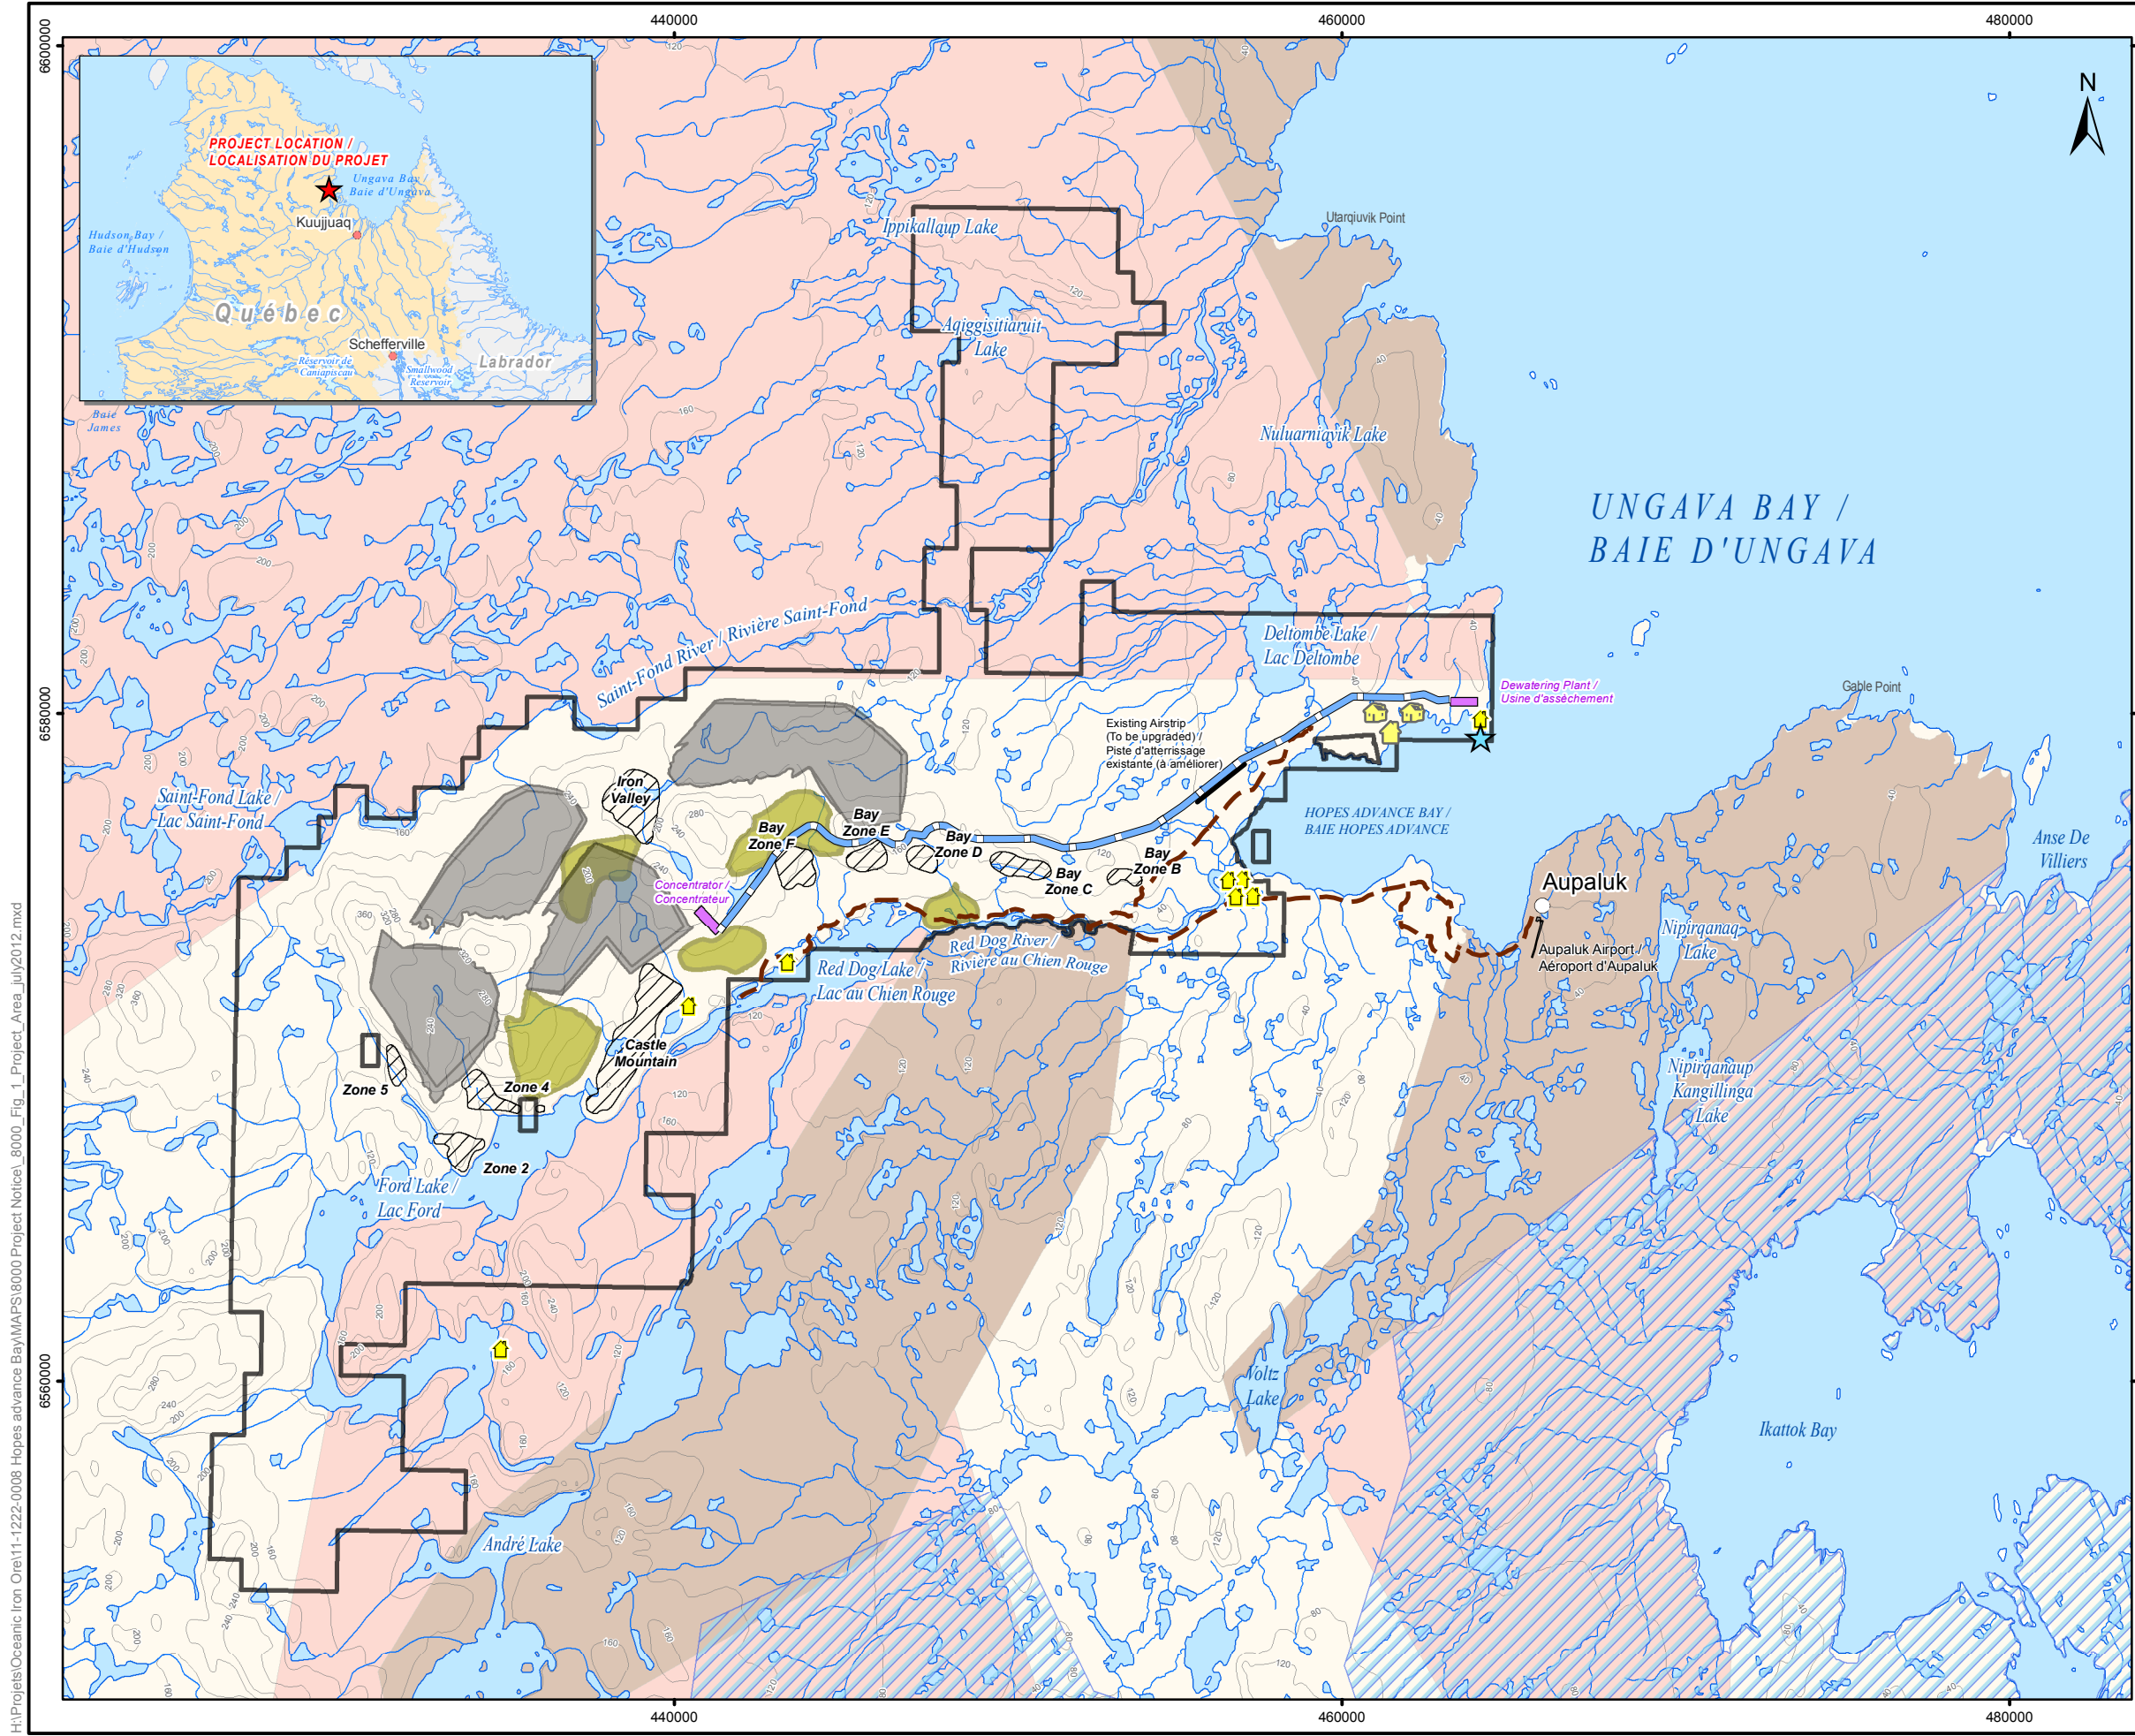 440000
460000
480000
6600000
N
PROJECT LOCATION /
LOCALISATION DU PROJET
Ungava Bay
Baie d'Ungava
Kuujjuaq
Hudson Bay /
Baie d'Hudson
Québec
Schefferville
Réservoir de
Caniapiscau
Smallwood
Reservoir
Labrador
Baie
James
Ippikallaup Lake
Utarqiuvik Point
Aqiggisitiaruit
Lake
Nuluarniavik Lake
UNGAVA BAY /
BAIE D'UNGAVA
Saint-Fond River / Rivière Saint-Fond
Deltombe Lake /
Lac Deltombe
Dewatering Plant /
Usine d'assèchement
Gable Point
6580000
Existing Airstrip
(To be upgraded) /
Piste d'atterrissage
existante (à améliorer)
Saint-Fond Lake /
Lac Saint-Fond
Iron
Valley
HOPES ADVANCE BAY /
BAIE HOPES ADVANCE
Anse De
Villiers
Bay
Zone F
Bay
Zone E
Bay
Zone D
Bay
Zone C
Bay
Zone B
Concentrator /
Concentrateur
Aupaluk
Aupaluk Airport /
Aéroport d'Aupaluk
Nipirqanaq
Lake
Red Dog River /
Rivière au Chien Rouge
Red Dog Lake /
Lac au Chien Rouge
Castle
Mountain
Nipirqanaup
Kangillinga
Lake
Zone 5
Zone 4
Zone 2
Ford Lake /
Lac Ford
6560000
Voltz
Lake
Ikattok Bay
André Lake
440000
460000
480000
H:\Projets\Oceanic Iron Ore\11-1222-0008 Hopes advance Bay\MAPS\8000 Project Notice\_8000_Fig_1_Project_Area_july2012.mxd